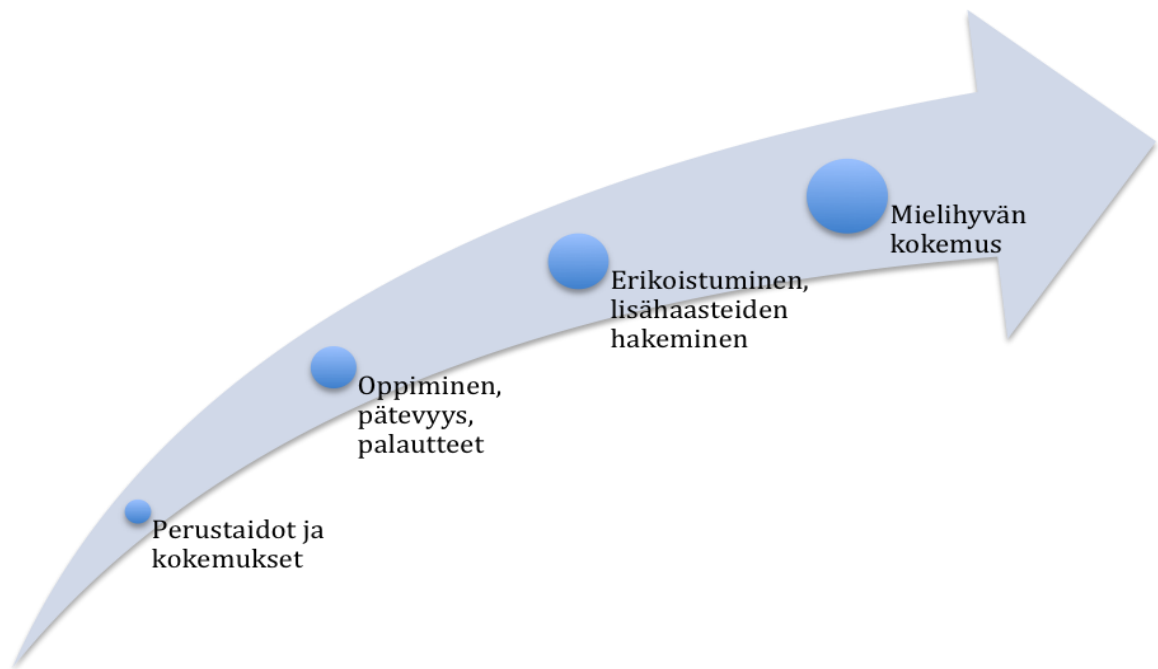 Mielihyvän
kokemus
Erikoistuminen,
lisähaasteiden
hakeminen
Oppiminen,
pätevyys,
palautteet
Perustaidot ja
kokemukset